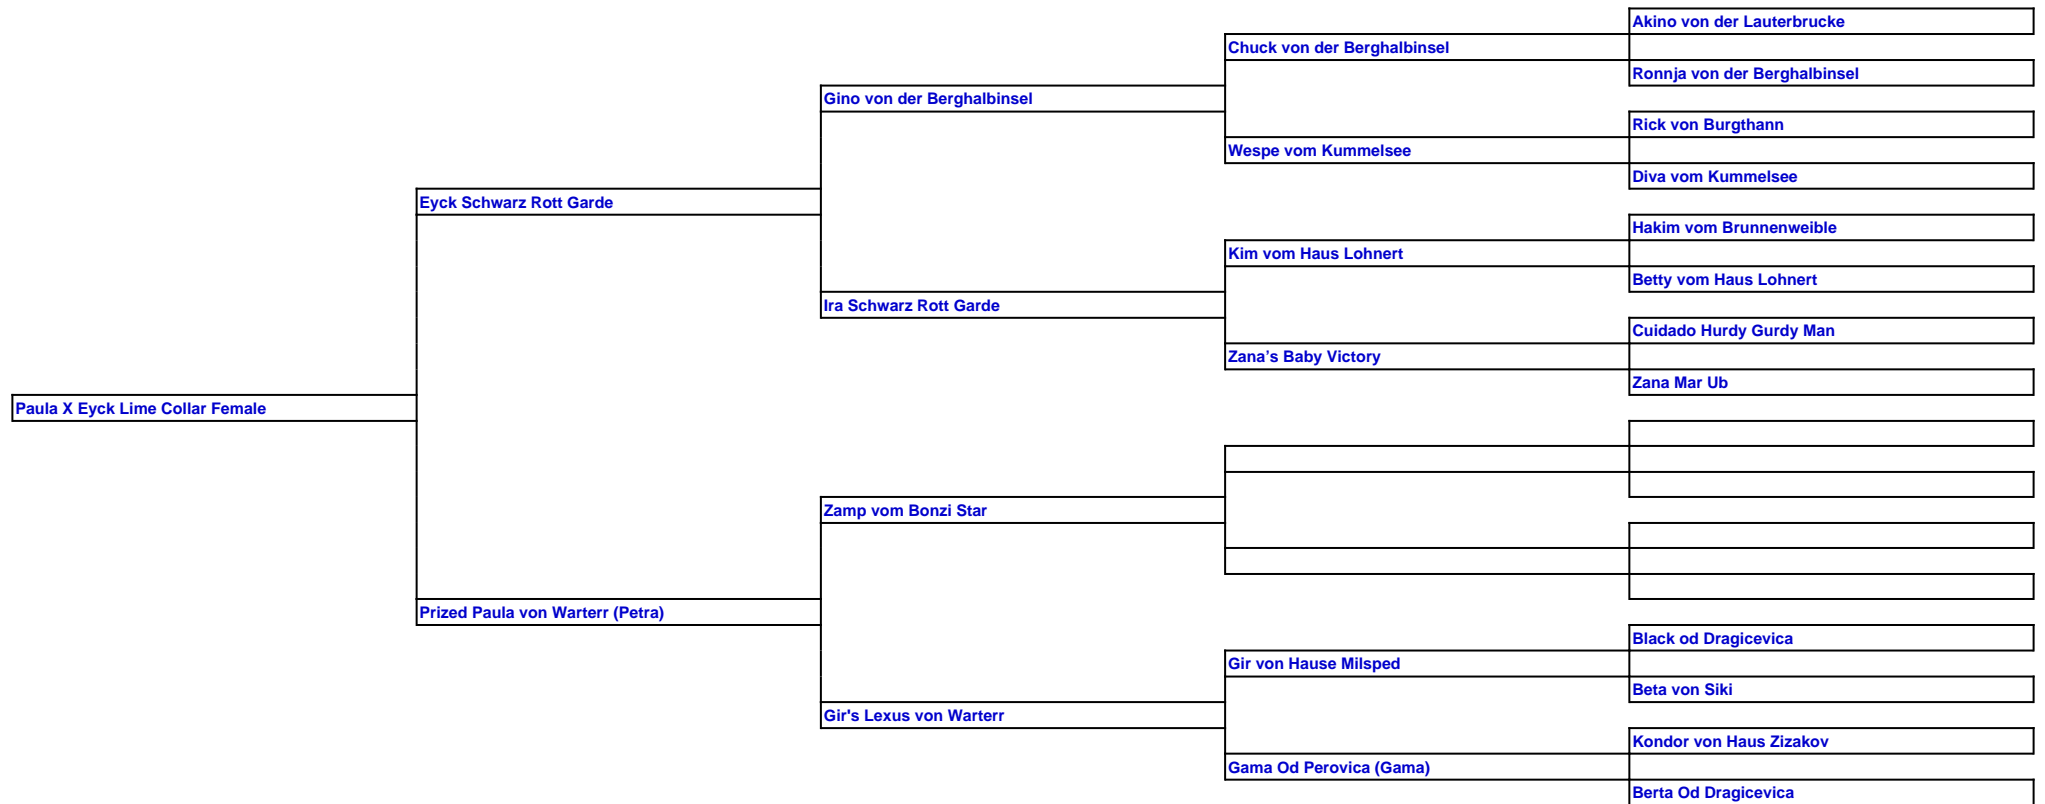 Akino von der Lauterbrucke
Chuck von der Berghalbinsel
Ronnja von der Berghalbinsel
Gino von der Berghalbinsel
Rick von Burgthann
Wespe vom Kummelsee
Diva vom Kummelsee
Eyck Schwarz Rott Garde
Hakim vom Brunnenweible
Kim vom Haus Lohnert
Betty vom Haus Lohnert
Ira Schwarz Rott Garde
Cuidado Hurdy Gurdy Man
Zana’s Baby Victory
Zana Mar Ub
Paula X Eyck Lime Collar Female
Zamp vom Bonzi Star
Prized Paula von Warterr (Petra)
Black od Dragicevica
Gir von Hause Milsped
Beta von Siki
Gir's Lexus von Warterr
Kondor von Haus Zizakov
Gama Od Perovica (Gama)
Berta Od Dragicevica